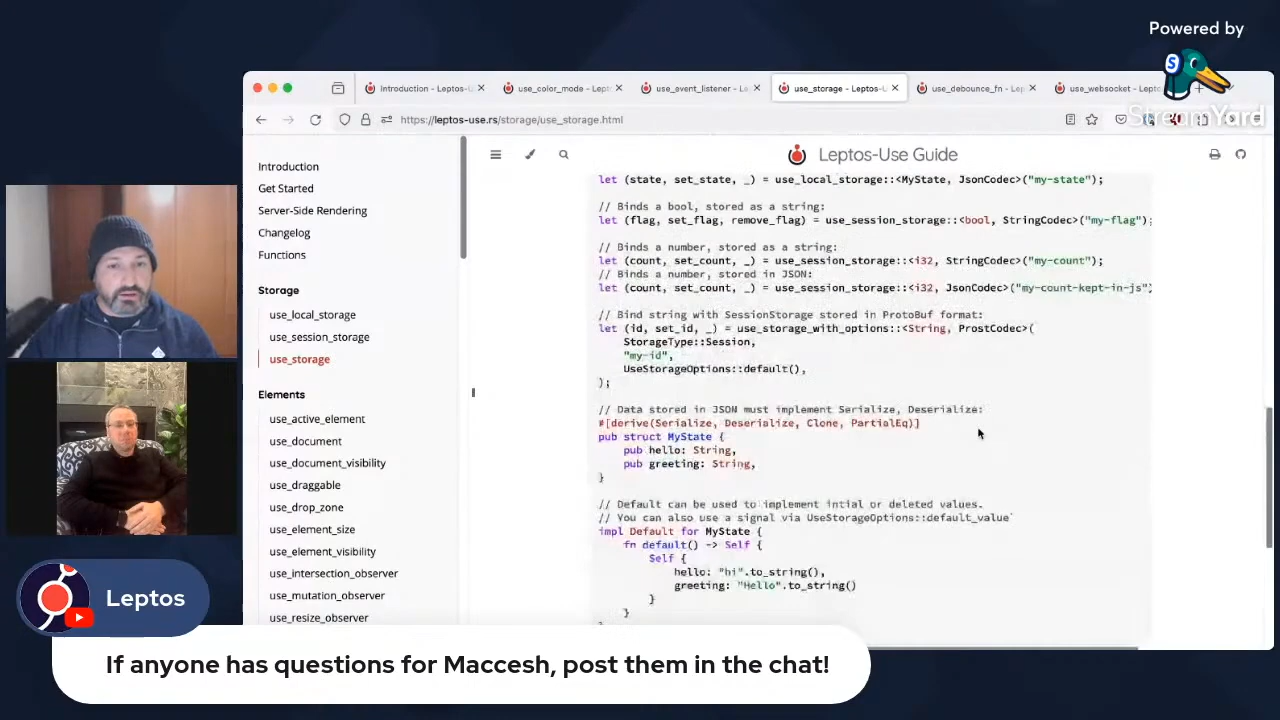 Powered by
StreamYard
Introduction - Leptos-U
use_color_mode - Leptos
use_event_listener - Lep
use_storage - Leptos-U
use_debounce_fn - Lep
use_websocket - Lepto
https://leptos-use.rs/storage/use_storage.html
Leptos-Use Guide
Introduction
Get Started
Server-Side Rendering
Changelog
Functions
Storage
use_local_storage
use_session_storage
use_storage
Elements
use_active_element
use_document
use_document_visibility
use_draggable
use_drop_zone
use_element_size
use_element_visibility
use_intersection_observer
use_mutation_observer
use_resize_observer
let (state, set_state, _) = use_local_storage::<MyState, JsonCodec>("my-state");
// Binds a bool, stored as a string:
let (flag, set_flag, remove_flag) = use_session_storage::<bool, StringCodec>("my-flag");
// Binds a number, stored as a string:
let (count, set_count, _) = use_session_storage::<i32, StringCodec>("my-count");
// Binds a number, stored in JSON:
let (count, set_count, _) = use_session_storage::<i32, JsonCodec>("my-count-kept-in-js")
// Bind string with SessionStorage stored in ProtoBuf format:
let (id, set_id, _) = use_storage_with_options::<String, ProstCodec>(
StorageType::Session,
"my-id",
UseStorageOptions::default(),
);
// Data stored in JSON must implement Serialize, Deserialize:
#[derive(Serialize, Deserialize, Clone, PartialEq)]
pub struct MyState {
pub hello: String,
pub greeting: String,
}
// Default can be used to implement intial or deleted values.
// You can also use a signal via UseStorageOptions::default_value`
impl Default for MyState {
fn default() -> Self {
Self {
hello: "hi".to_string(),
greeting: "Hello".to_string()
}
}
Leptos
If anyone has questions for Maccesh, post them in the chat!